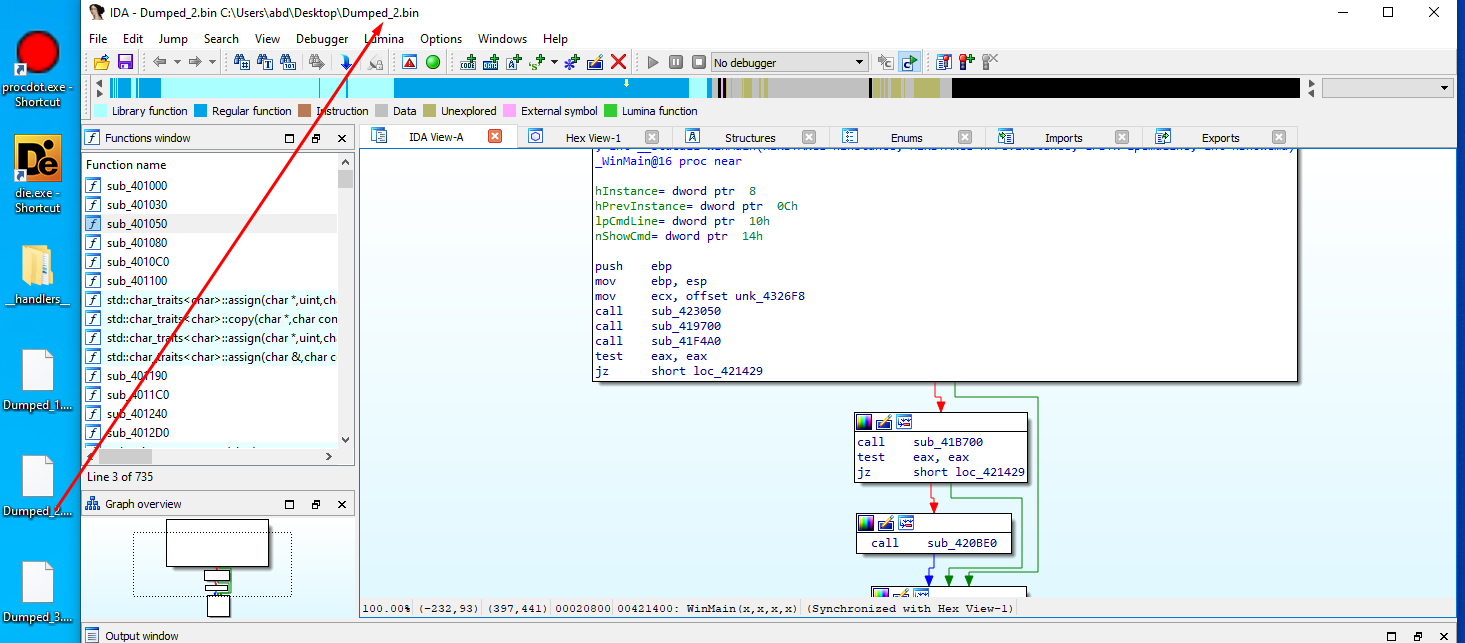 IDA - Dumped_2.bin C:\Users\abd\Desktop\Dumped_2.bin
File Edit Jump Search View Debugger Lumina Options Windows Help
No debugger
Library function Regular function Instruction Data Unexplored External symbol Lumina function
procdot.exe - Shortcut
die.exe - Shortcut
__handlers__
Dumped_1....
Dumped_2....
Dumped_3....
Functions window
Function name
sub_401000
sub_401030
sub_401050
sub_401080
sub_4010C0
sub_401100
std::char_traits<char>::assign(char *,uint,cha
std::char_traits<char>::copy(char *,char con
std::char_traits<char>::assign(char *,uint,cha
std::char_traits<char>::assign(char &,char c
sub_401190
sub_4011C0
sub_401240
sub_4012D0
Line 3 of 735
Graph overview
IDA View-A Hex View-1 Structures Enums Imports Exports
_WinMain@16 proc near
hInstance= dword ptr 8
hPrevInstance= dword ptr 0Ch
lpCmdLine= dword ptr 10h
nShowCmd= dword ptr 14h
push ebp
mov ebp, esp
mov ecx, offset unk_4326F8
call sub_423050
call sub_419700
call sub_41F4A0
test eax, eax
jz short loc_421429
call sub_41B700
test eax, eax
jz short loc_421429
call sub_420BE0
100.00% (-232,93) (397,441) 00020800 00421400: WinMain(x,x,x,x) (Synchronized with Hex View-1)
Output window